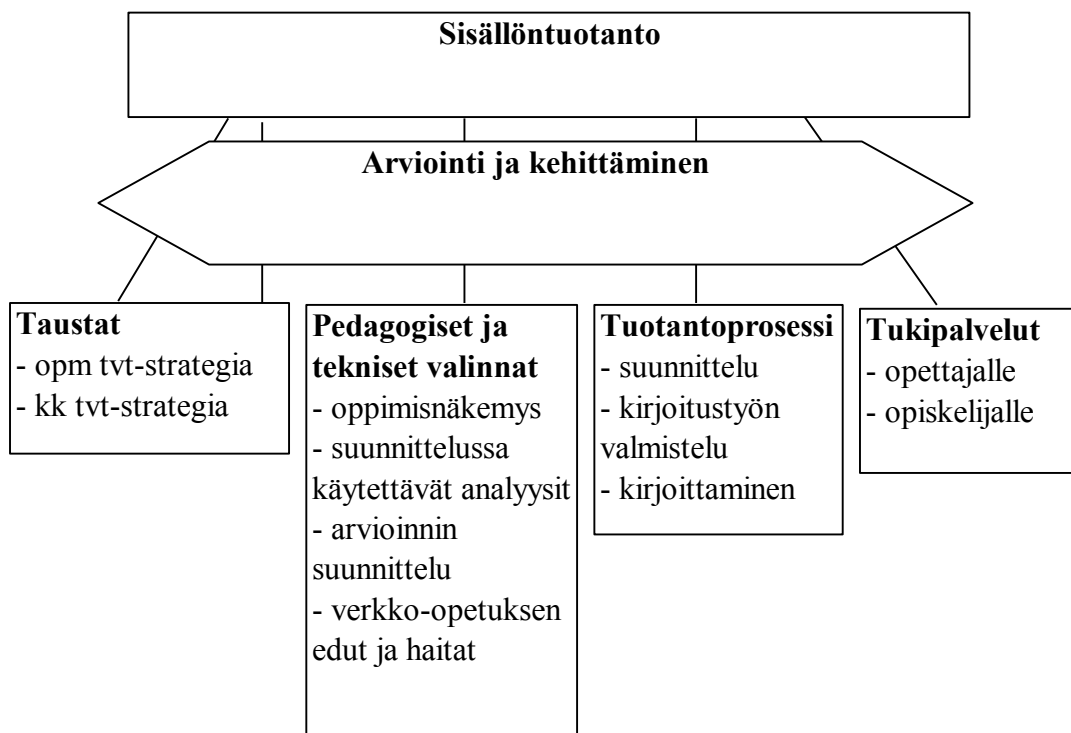 Sisällöntuotanto
Arviointi ja kehittäminen
Taustat
- opm tvt-strategia
- kk tvt-strategia
Pedagogiset ja
tekniset valinnat
- oppimisnäkemys
- suunnittelussa
käytettävät analyysit
- arvioinnin
suunnittelu
- verkko-opetuksen
edut ja haitat
Tuotantoprosessi
- suunnittelu
- kirjoitustyön
valmistelu
- kirjoittaminen
Tukipalvelut
- opettajalle
- opiskelijalle